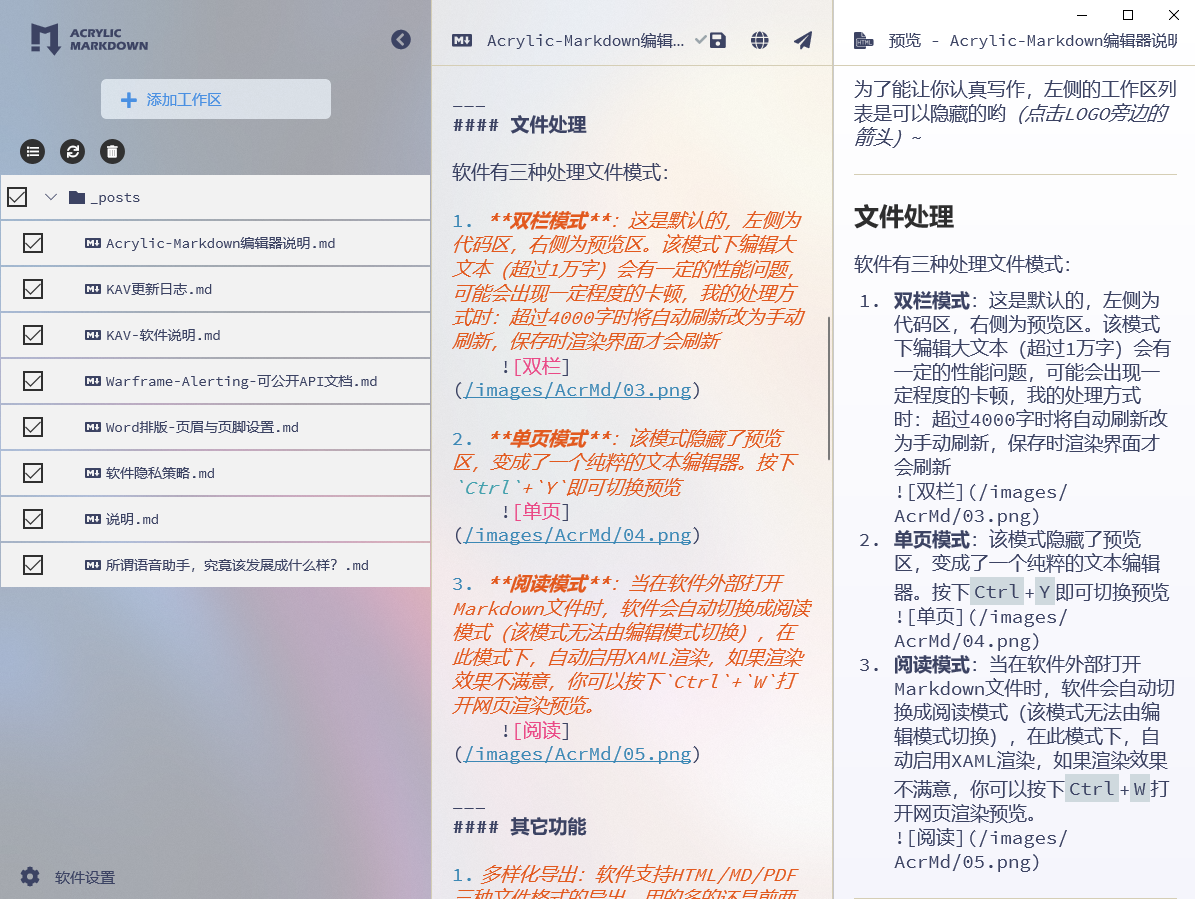 ACRYLIC
MARKDOWN
添加工作区
_posts
Acrylic-Markdown编辑器说明.md
KAV更新日志.md
KAV-软件说明.md
Warframe-Alerting-可公开API文档.md
Word排版-页眉与页脚设置.md
软件隐私策略.md
说明.md
所谓语音助手，究竟该发展成什么样？.md
软件设置
Acrylic-Markdown编辑...
___
#### 文件处理
软件有三种处理文件模式：
1. **双栏模式**：这是默认的，左侧为
代码区，右侧为预览区。该模式下编辑大
文本（超过1万字）会有一定的性能问题，
可能会出现一定程度的卡顿，我的处理方
式时：超过4000字时将自动刷新改为手动
刷新，保存时渲染界面才会刷新
![双栏]
(/images/AcrMd/03.png)
2. **单页模式**：该模式隐藏了预览
区，变成了一个纯粹的文本编辑器。按下
`Ctrl`+`Y`即可切换预览
![单页]
(/images/AcrMd/04.png)
3. **阅读模式**：当在软件外部打开
Markdown文件时，软件会自动切换成阅读
模式（该模式无法由编辑模式切换），在
此模式下，自动启用XAML渲染，如果渲染
效果不满意，你可以按下`Ctrl`+`W`打
开网页渲染预览。
![阅读]
(/images/AcrMd/05.png)
___
#### 其它功能
1. 多样化导出：软件支持HTML/MD/PDF
三种文件格式的导出，用的多的还是前两
预览 - Acrylic-Markdown编辑器说明
为了能让你认真写作，左侧的工作区列
表是可以隐藏的哟（点击LOGO旁边的
箭头）~
文件处理
软件有三种处理文件模式：
1. 双栏模式：这是默认的，左侧为
代码区，右侧为预览区。该模式
下编辑大文本（超过1万字）会有
一定的性能问题，可能会出现一
定程度的卡顿，我的处理方式
时：超过4000字时将自动刷新改
为手动刷新，保存时渲染界面才
会刷新
![双栏](/images/
AcrMd/03.png)
2. 单页模式：该模式隐藏了预览
区，变成了一个纯粹的文本编辑
器。按下Ctrl+Y即可切换预览
![单页](/images/
AcrMd/04.png)
3. 阅读模式：当在软件外部打开
Markdown文件时，软件会自动切
换成阅读模式（该模式无法由编
辑模式切换），在此模式下，自
动启用XAML渲染，如果渲染效果
不满意，你可以按下Ctrl+W打
开网页渲染预览。
![阅读](/images/
AcrMd/05.png)